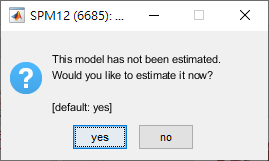 SPM12 (6685): ...
This model has not been estimated.
Would you like to estimate it now?
[default: yes]
yes
no